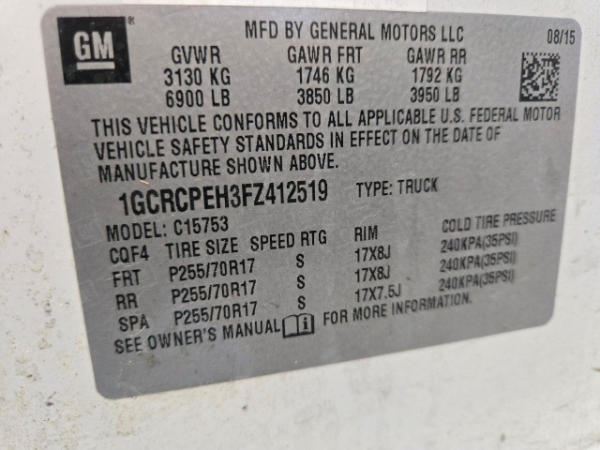 GM
MFD BY GENERAL MOTORS LLC 08/15
GVWR GAWR FRT GAWR RR
3130 KG 1746 KG 1792 KG
6900 LB 3850 LB 3950 LB
THIS VEHICLE CONFORMS TO ALL APPLICABLE U.S. FEDERAL MOTOR
VEHICLE SAFETY STANDARDS IN EFFECT ON THE DATE OF
MANUFACTURE SHOWN ABOVE.
1GCRCPEH3FZ412519 TYPE: TRUCK
MODEL: C15753
CQF4 TIRE SIZE SPEED RTG RIM COLD TIRE PRESSURE
FRT P255/70R17 S 17X8J 240KPA(35PSI)
RR P255/70R17 S 17X8J 240KPA(35PSI)
SPA P255/70R17 S 17X7.5J 240KPA(35PSI)
SEE OWNER'S MANUAL FOR MORE INFORMATION.